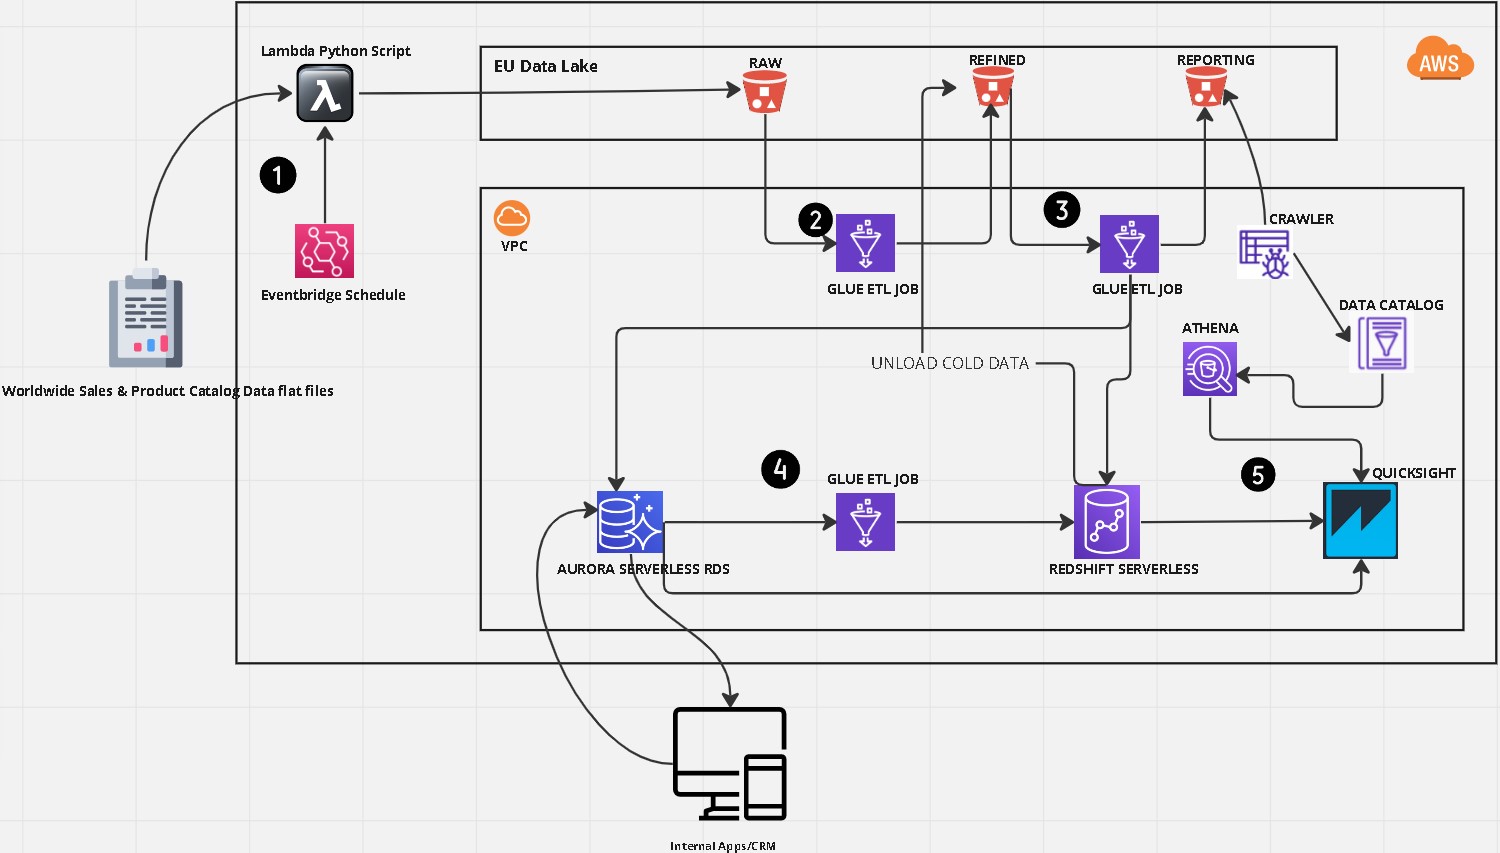 Lambda Python Script
EU Data Lake
RAW
REFINED
REPORTING
AWS
λ
1
2
3
VPC
CRAWLER
GLUE ETL JOB
GLUE ETL JOB
Eventbridge Schedule
DATA CATALOG
ATHENA
UNLOAD COLD DATA
Worldwide Sales & Product Catalog Data flat files
4
GLUE ETL JOB
5
QUICKSIGHT
AURORA SERVERLESS RDS
REDSHIFT SERVERLESS
Internal Apps/CRM